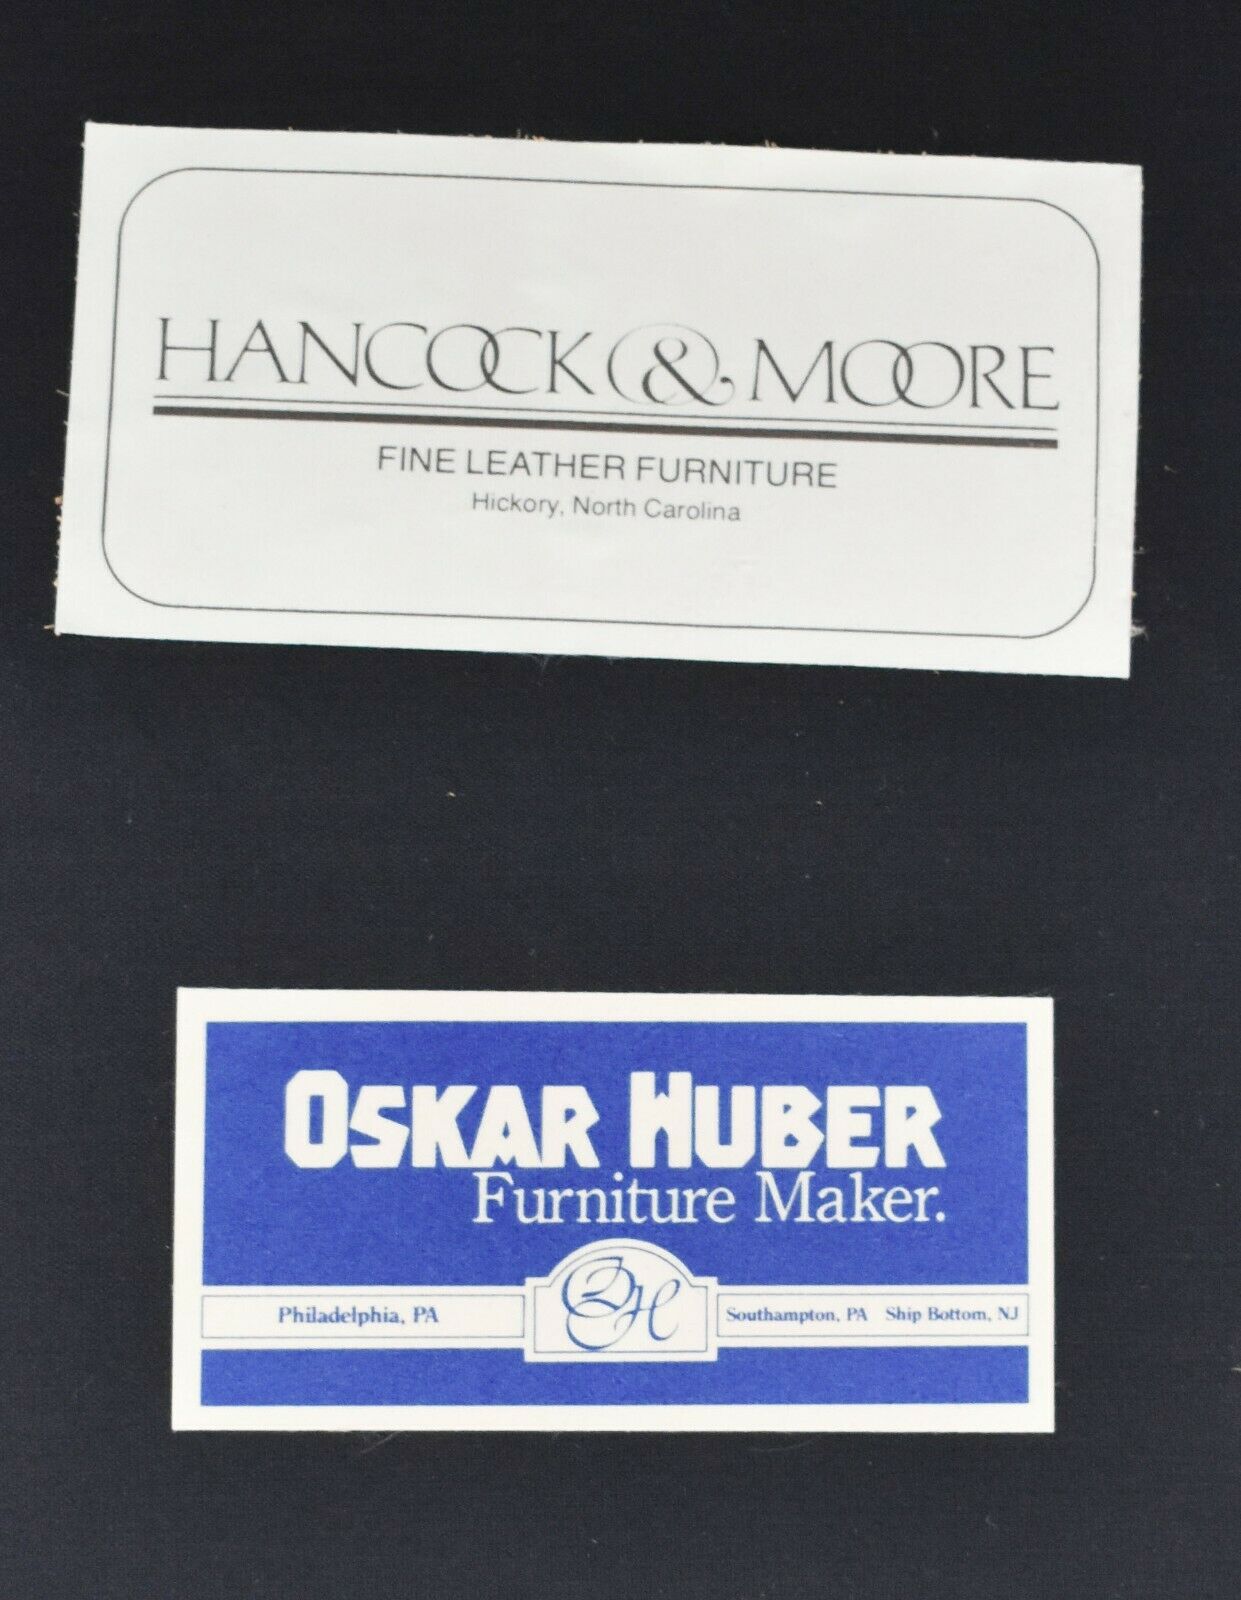 HANCOCK & MOORE
FINE LEATHER FURNITURE
Hickory, North Carolina
OSKAR HUBER
Furniture Maker.
Philadelphia, PA
OH
Southampton, PA Ship Bottom, NJ